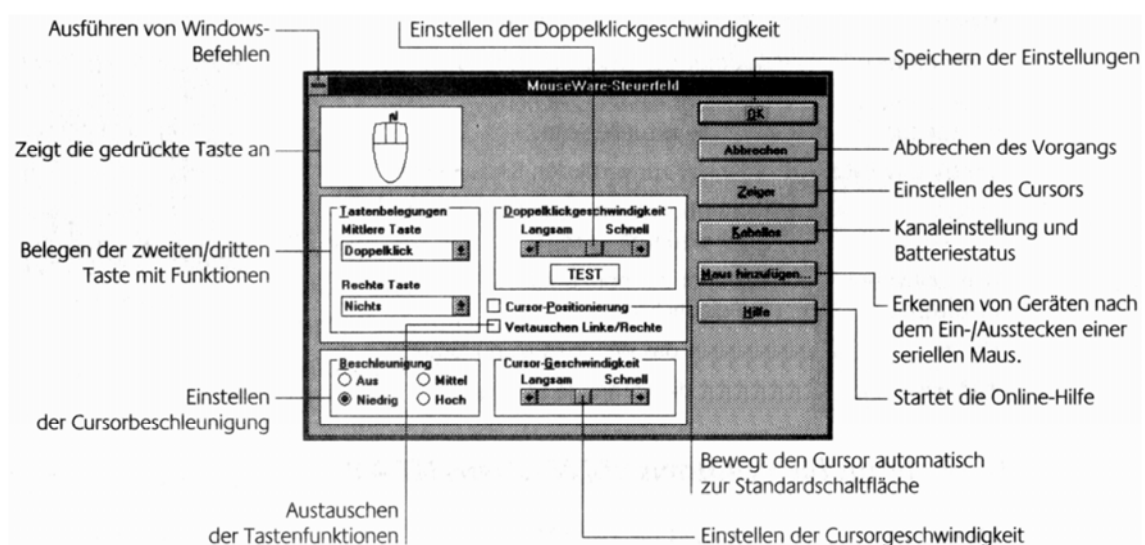 Ausführen von Windows-
Befehlen
Einstellen der Doppelklickgeschwindigkeit
Speichern der Einstellungen
MouseWare-Steuerfeld
Zeigt die gedrückte Taste an
OK
Abbrechen
Abbrechen des Vorgangs
Zeiger
Einstellen des Cursors
Belegen der zweiten/dritten
Taste mit Funktionen
Tastenbelegungen
Mittlere Taste
Doppelklick
Rechte Taste
Nichts
Doppelklickgeschwindigkeit
Langsam Schnell
TEST
Kabellos
Kanaleinstellung und
Batteriestatus
Maus hinzufügen...
Erkennen von Geräten nach
dem Ein-/Ausstecken einer
seriellen Maus.
Cursor-Positionierung
Vertauschen Linke/Rechte
Hilfe
Startet die Online-Hilfe
Einstellen
der Cursorbeschleunigung
Beschleunigung
Aus Mittel
Niedrig Hoch
Cursor-Geschwindigkeit
Langsam Schnell
Bewegt den Cursor automatisch
zur Standardschaltfläche
Austauschen
der Tastenfunktionen
Einstellen der Cursorgeschwindigkeit